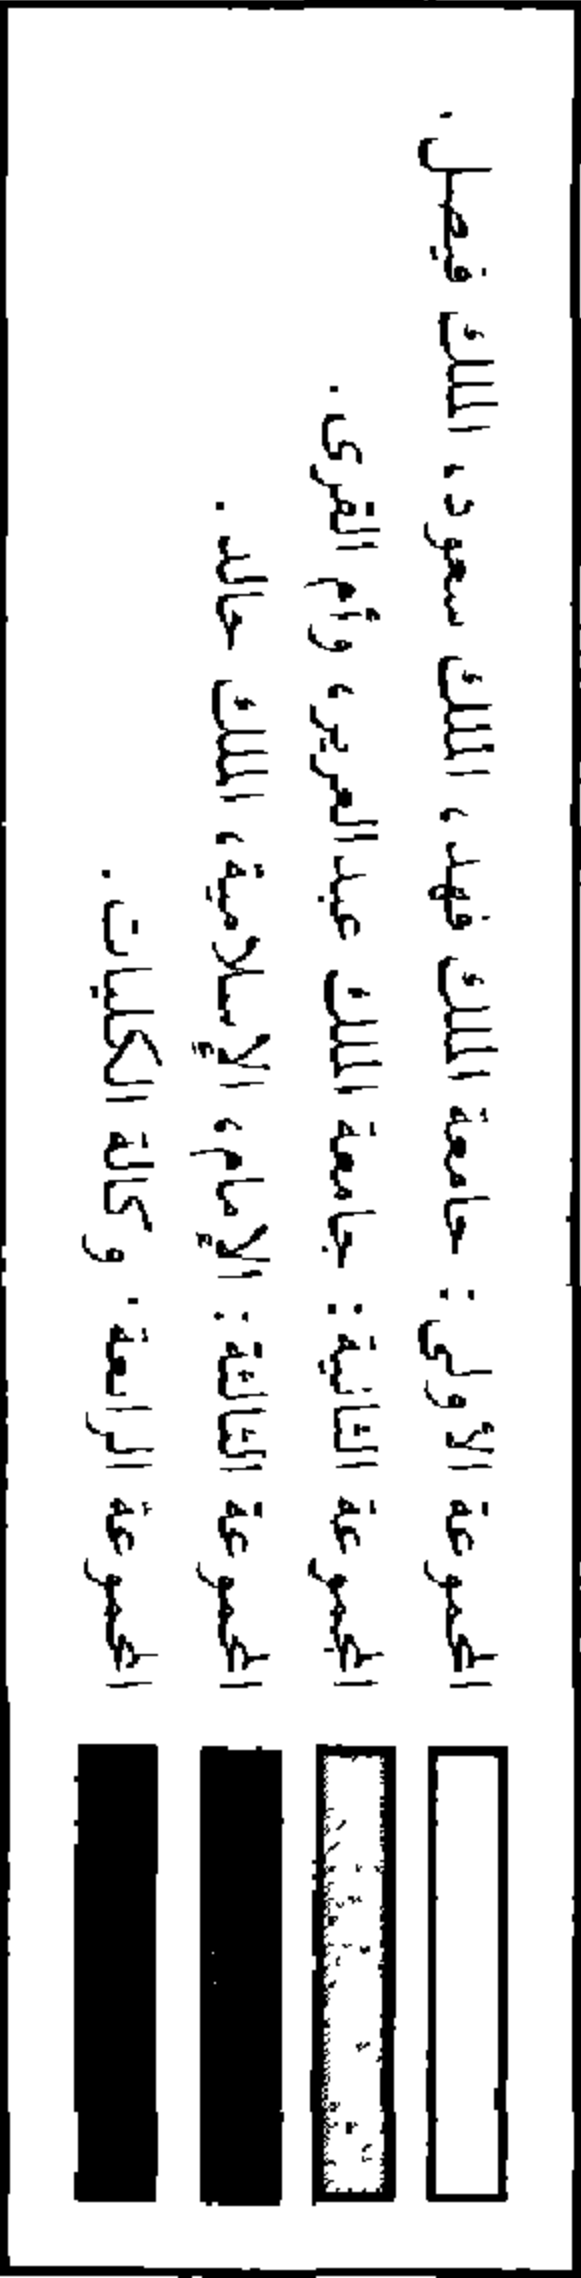 المجموعة الأولى : جامعة الملك فهد، الملك سعود، الملك فيصل.
المجموعة الثانية : جامعة الملك عبدالعزيز، وأم القرى.
المجموعة الثالثة : الإمام، الإسلامية، الملك خالد.
المجموعة الرابعة : وكالة الكليات.